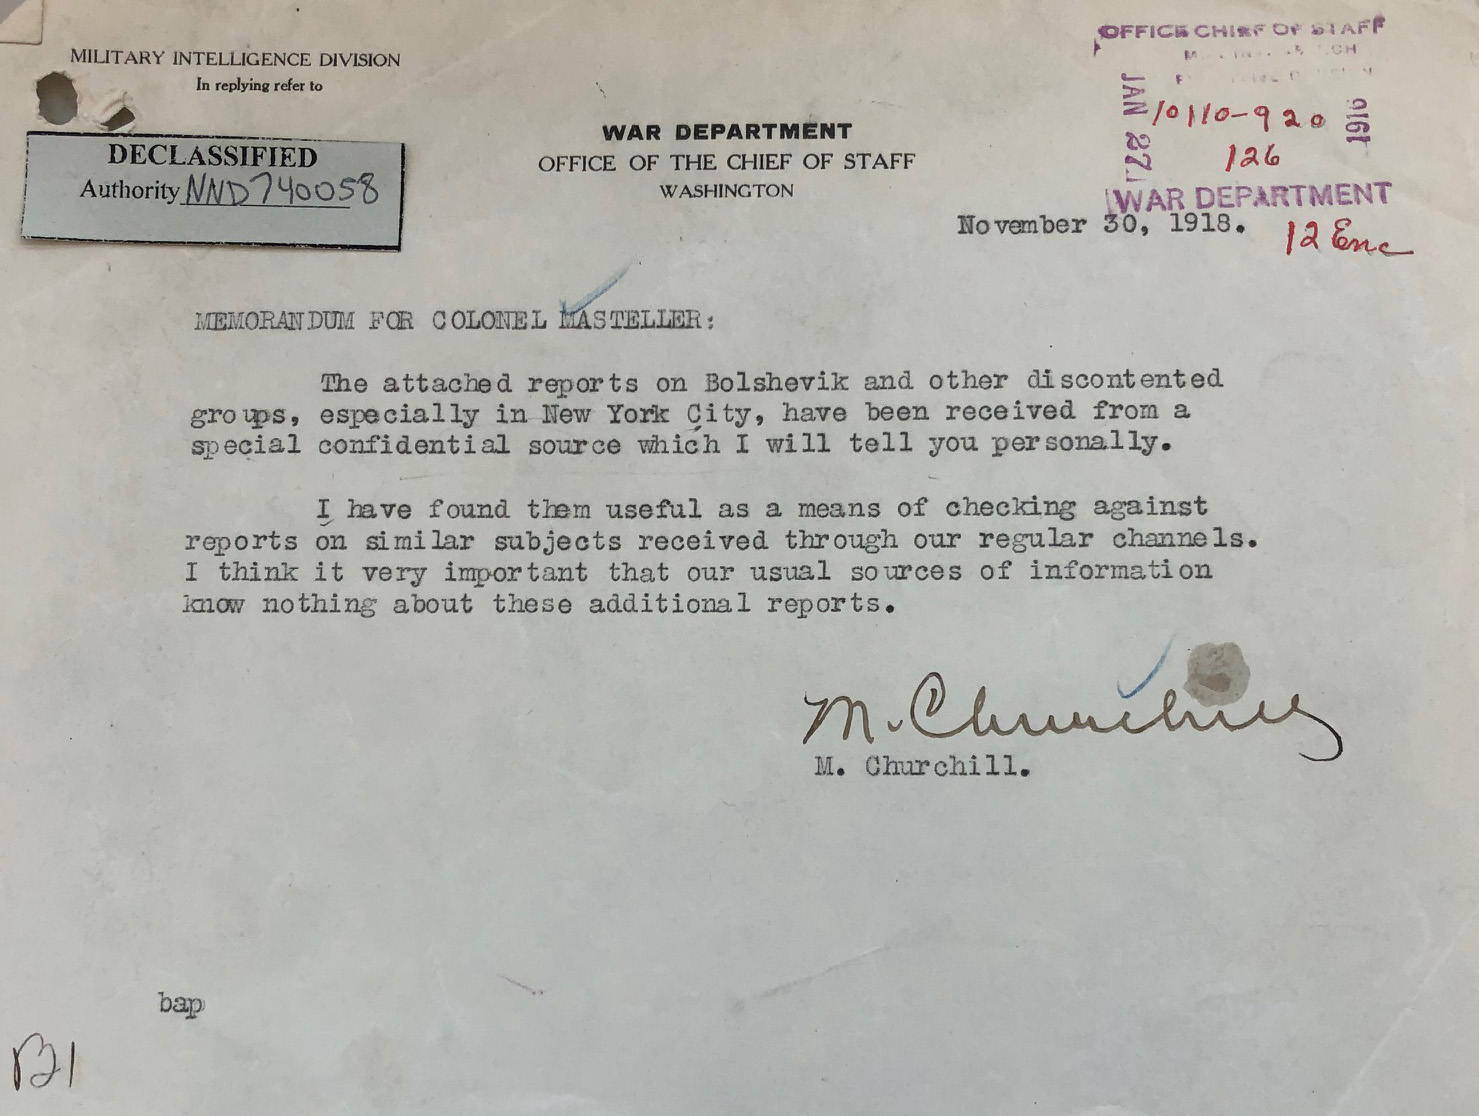 MILITARY INTELLIGENCE DIVISION
In replying refer to
DECLASSIFIED
Authority NND740058
WAR DEPARTMENT
OFFICE OF THE CHIEF OF STAFF
WASHINGTON
OFFICE CHIEF OF STAFF
JAN 27
10110-920
126
WAR DEPARTMENT
12 Enc
November 30, 1918.
MEMORANDUM FOR COLONEL MASTELLER:
The attached reports on Bolshevik and other discontented
groups, especially in New York City, have been received from a
special confidential source which I will tell you personally.
I have found them useful as a means of checking against
reports on similar subjects received through our regular channels.
I think it very important that our usual sources of information
know nothing about these additional reports.
M. Churchill
M. Churchill.
bap